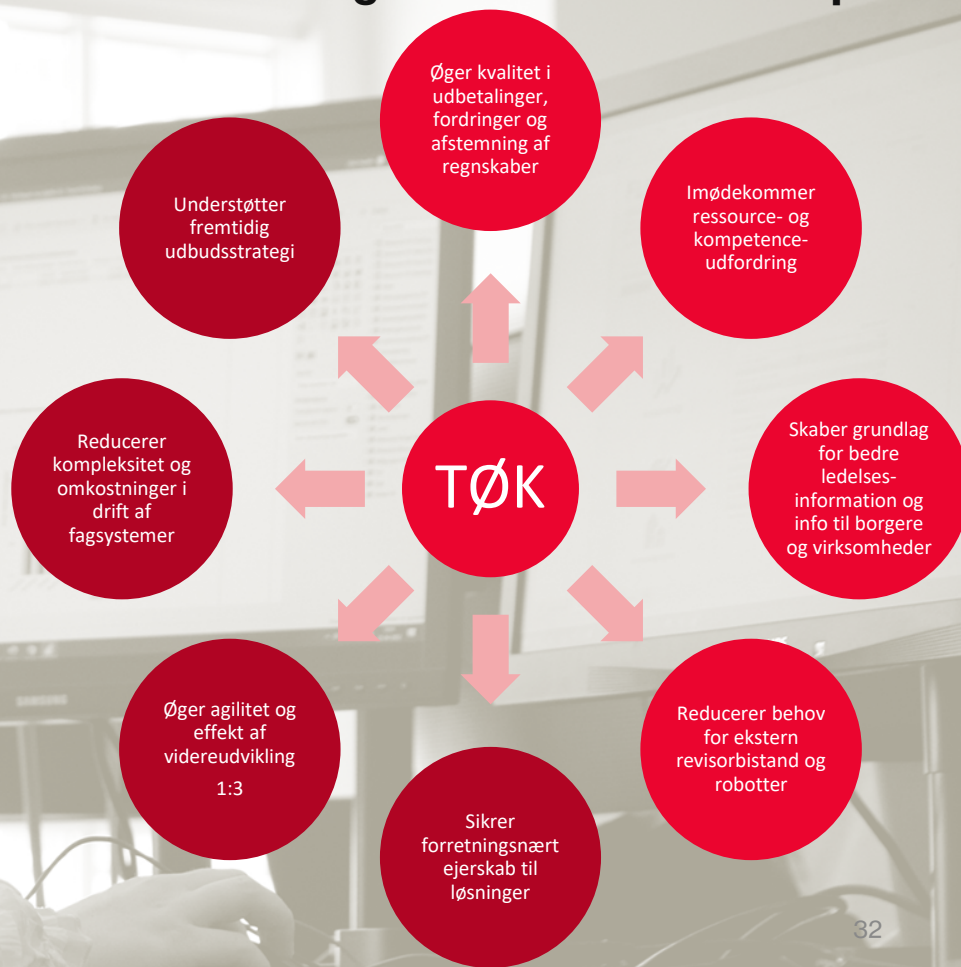 Øger kvalitet i
udbetalinger,
fordringer og
afstemning af
regnskaber
Imødekommer
ressource- og
kompetence-
udfordring
Skaber grundlag
for bedre
ledelses-
information og
info til borgere
og virksomheder
Reducerer behov
for ekstern
revisorbistand og
robotter
Sikrer
forretningsnært
ejerskab til
løsninger
Øger agilitet og
effekt af
videreudvikling
1:3
Reducerer
kompleksitet og
omkostninger i
drift af
fagsystemer
Understøtter
fremtidig
udbudsstrategi
TØK
32